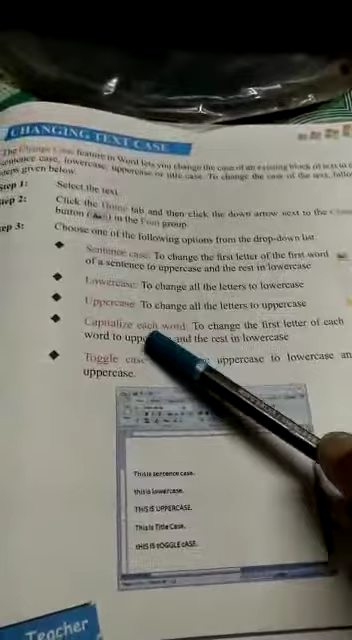 CHANGING TEXT CASE
The Change Case feature in Word lets you change the case of an existing block of text to
sentence case, lowercase, uppercase or title case. To change the case of the text, follow
steps given below.
Step 1: Select the text.
Step 2: Click the Home tab and then click the down arrow next to the
button (Aa) in the Font group.
Step 3: Choose one of the following options from the drop-down list.
◆ Sentence case: To change the first letter of the first word
of a sentence to uppercase and the rest in lowercase
◆ Lowercase: To change all the letters to lowercase
◆ Uppercase: To change all the letters to uppercase
◆ Capitalize each word: To change the first letter of each
word to uppe and the rest in lowercase
◆ Toggle cas uppercase to lowercase an
uppercase.
This is sentence case.
this is lowercase.
THIS IS UPPERCASE.
This Is Title Case.
tHIS IS tOGGLE cASE.
Teacher